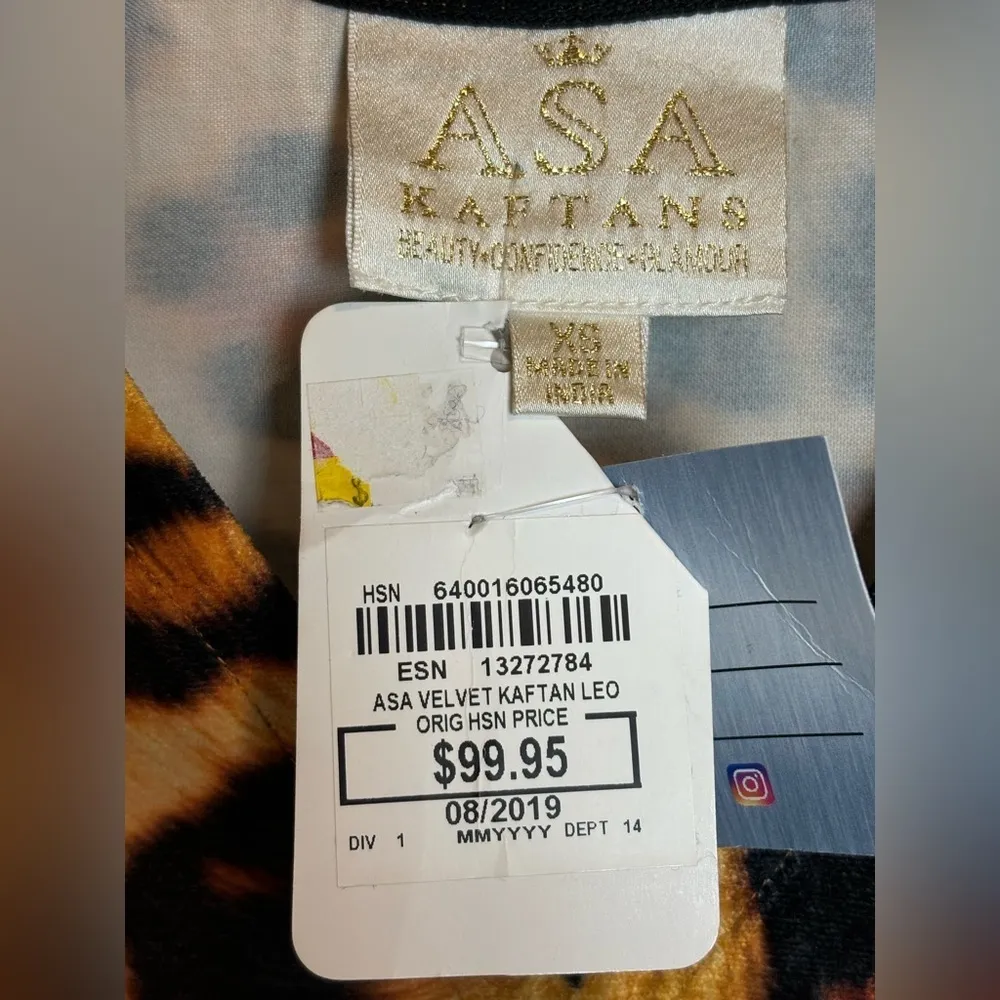 ASA
KAFTANS
BEAUTY•CONFIDENCE•GLAMOUR
XS
MADE IN
INDIA
$
HSN 640016065480
ESN 13272784
ASA VELVET KAFTAN LEO
ORIG HSN PRICE
$99.95
08/2019
DIV 1 MMYYYY DEPT 14